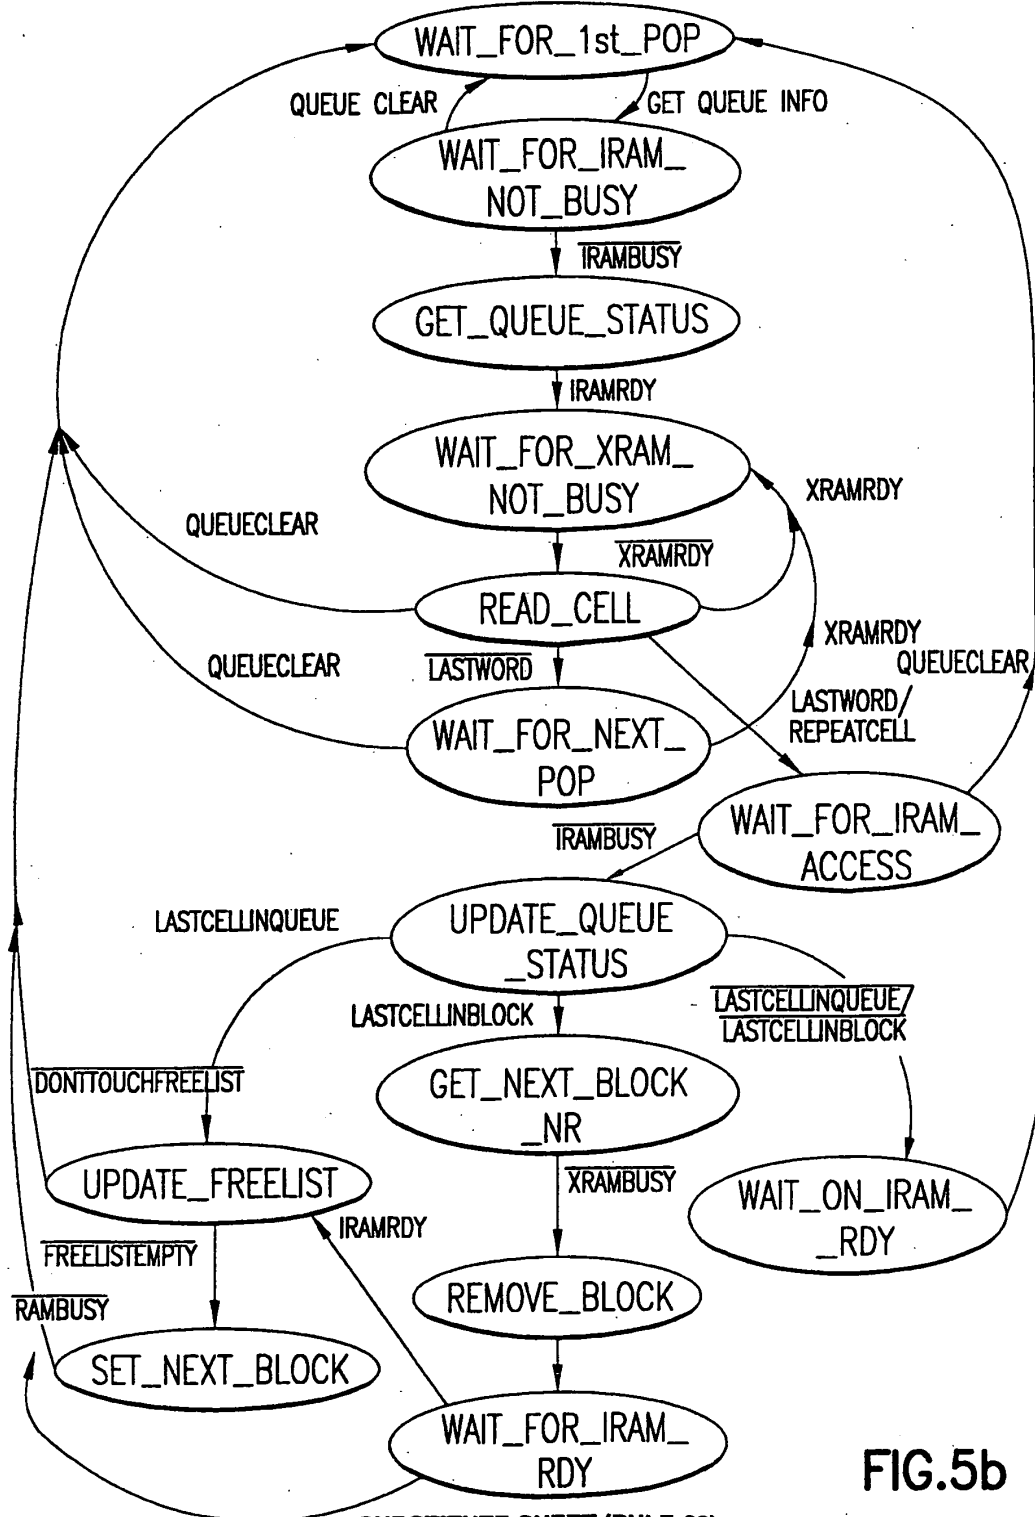 WAIT_FOR_1st_POP
QUEUE CLEAR
GET QUEUE INFO
WAIT_FOR_IRAM_
NOT_BUSY
IRAMBUSY
GET_QUEUE_STATUS
IRAMRDY
WAIT_FOR_XRAM_
NOT_BUSY
XRAMRDY
QUEUECLEAR
XRAMRDY
READ_CELL
XRAMRDY
QUEUECLEAR
QUEUECLEAR
LASTWORD
LASTWORD/
REPEATCELL
WAIT_FOR_NEXT_
POP
WAIT_FOR_IRAM_
ACCESS
IRAMBUSY
LASTCELLINQUEUE
UPDATE_QUEUE
_STATUS
LASTCELLINBLOCK
LASTCELLINQUEUE/
LASTCELLINBLOCK
DONTTOUCHFREELIST
GET_NEXT_BLOCK
_NR
UPDATE_FREELIST
XRAMBUSY
WAIT_ON_IRAM_
_RDY
IRAMRDY
FREELISTEMPTY
RAMBUSY
REMOVE_BLOCK
SET_NEXT_BLOCK
WAIT_FOR_IRAM_
RDY
FIG.5b